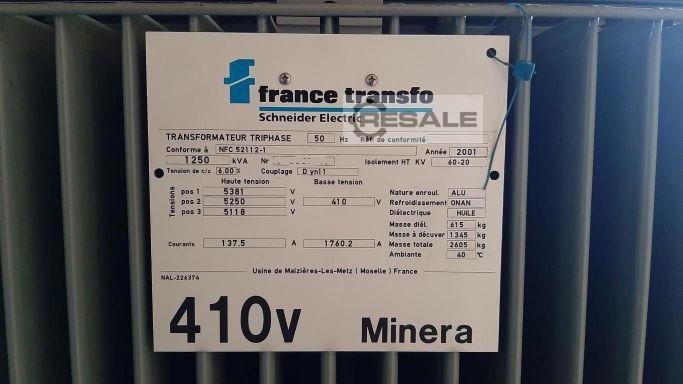 france transfo
Schneider Electric
RESALE
TRANSFORMATEUR TRIPHASE 50 Hz Réf. de conformité
Conforme à NFC 52112-1 Année 2001
1250 kVA Nr Isolement HT KV 60-20
Tension de c/c 6.00 % Couplage D yn11
Haute tension Basse tension
Tensions
pos 1 5381 V
pos 2 5250 V 410 V
pos 3 5118 V
Courants 137.5 A 1760.2 A
Nature enroul. ALU
Refroidissement ONAN
Diélectrique HUILE
Masse diél. 615 kg
Masse à décuver 1345 kg
Masse totale 2605 kg
Ambiante 40 °C
Usine de Maizières-Les-Metz ( Moselle ) France
NAL-226374
410v Minera